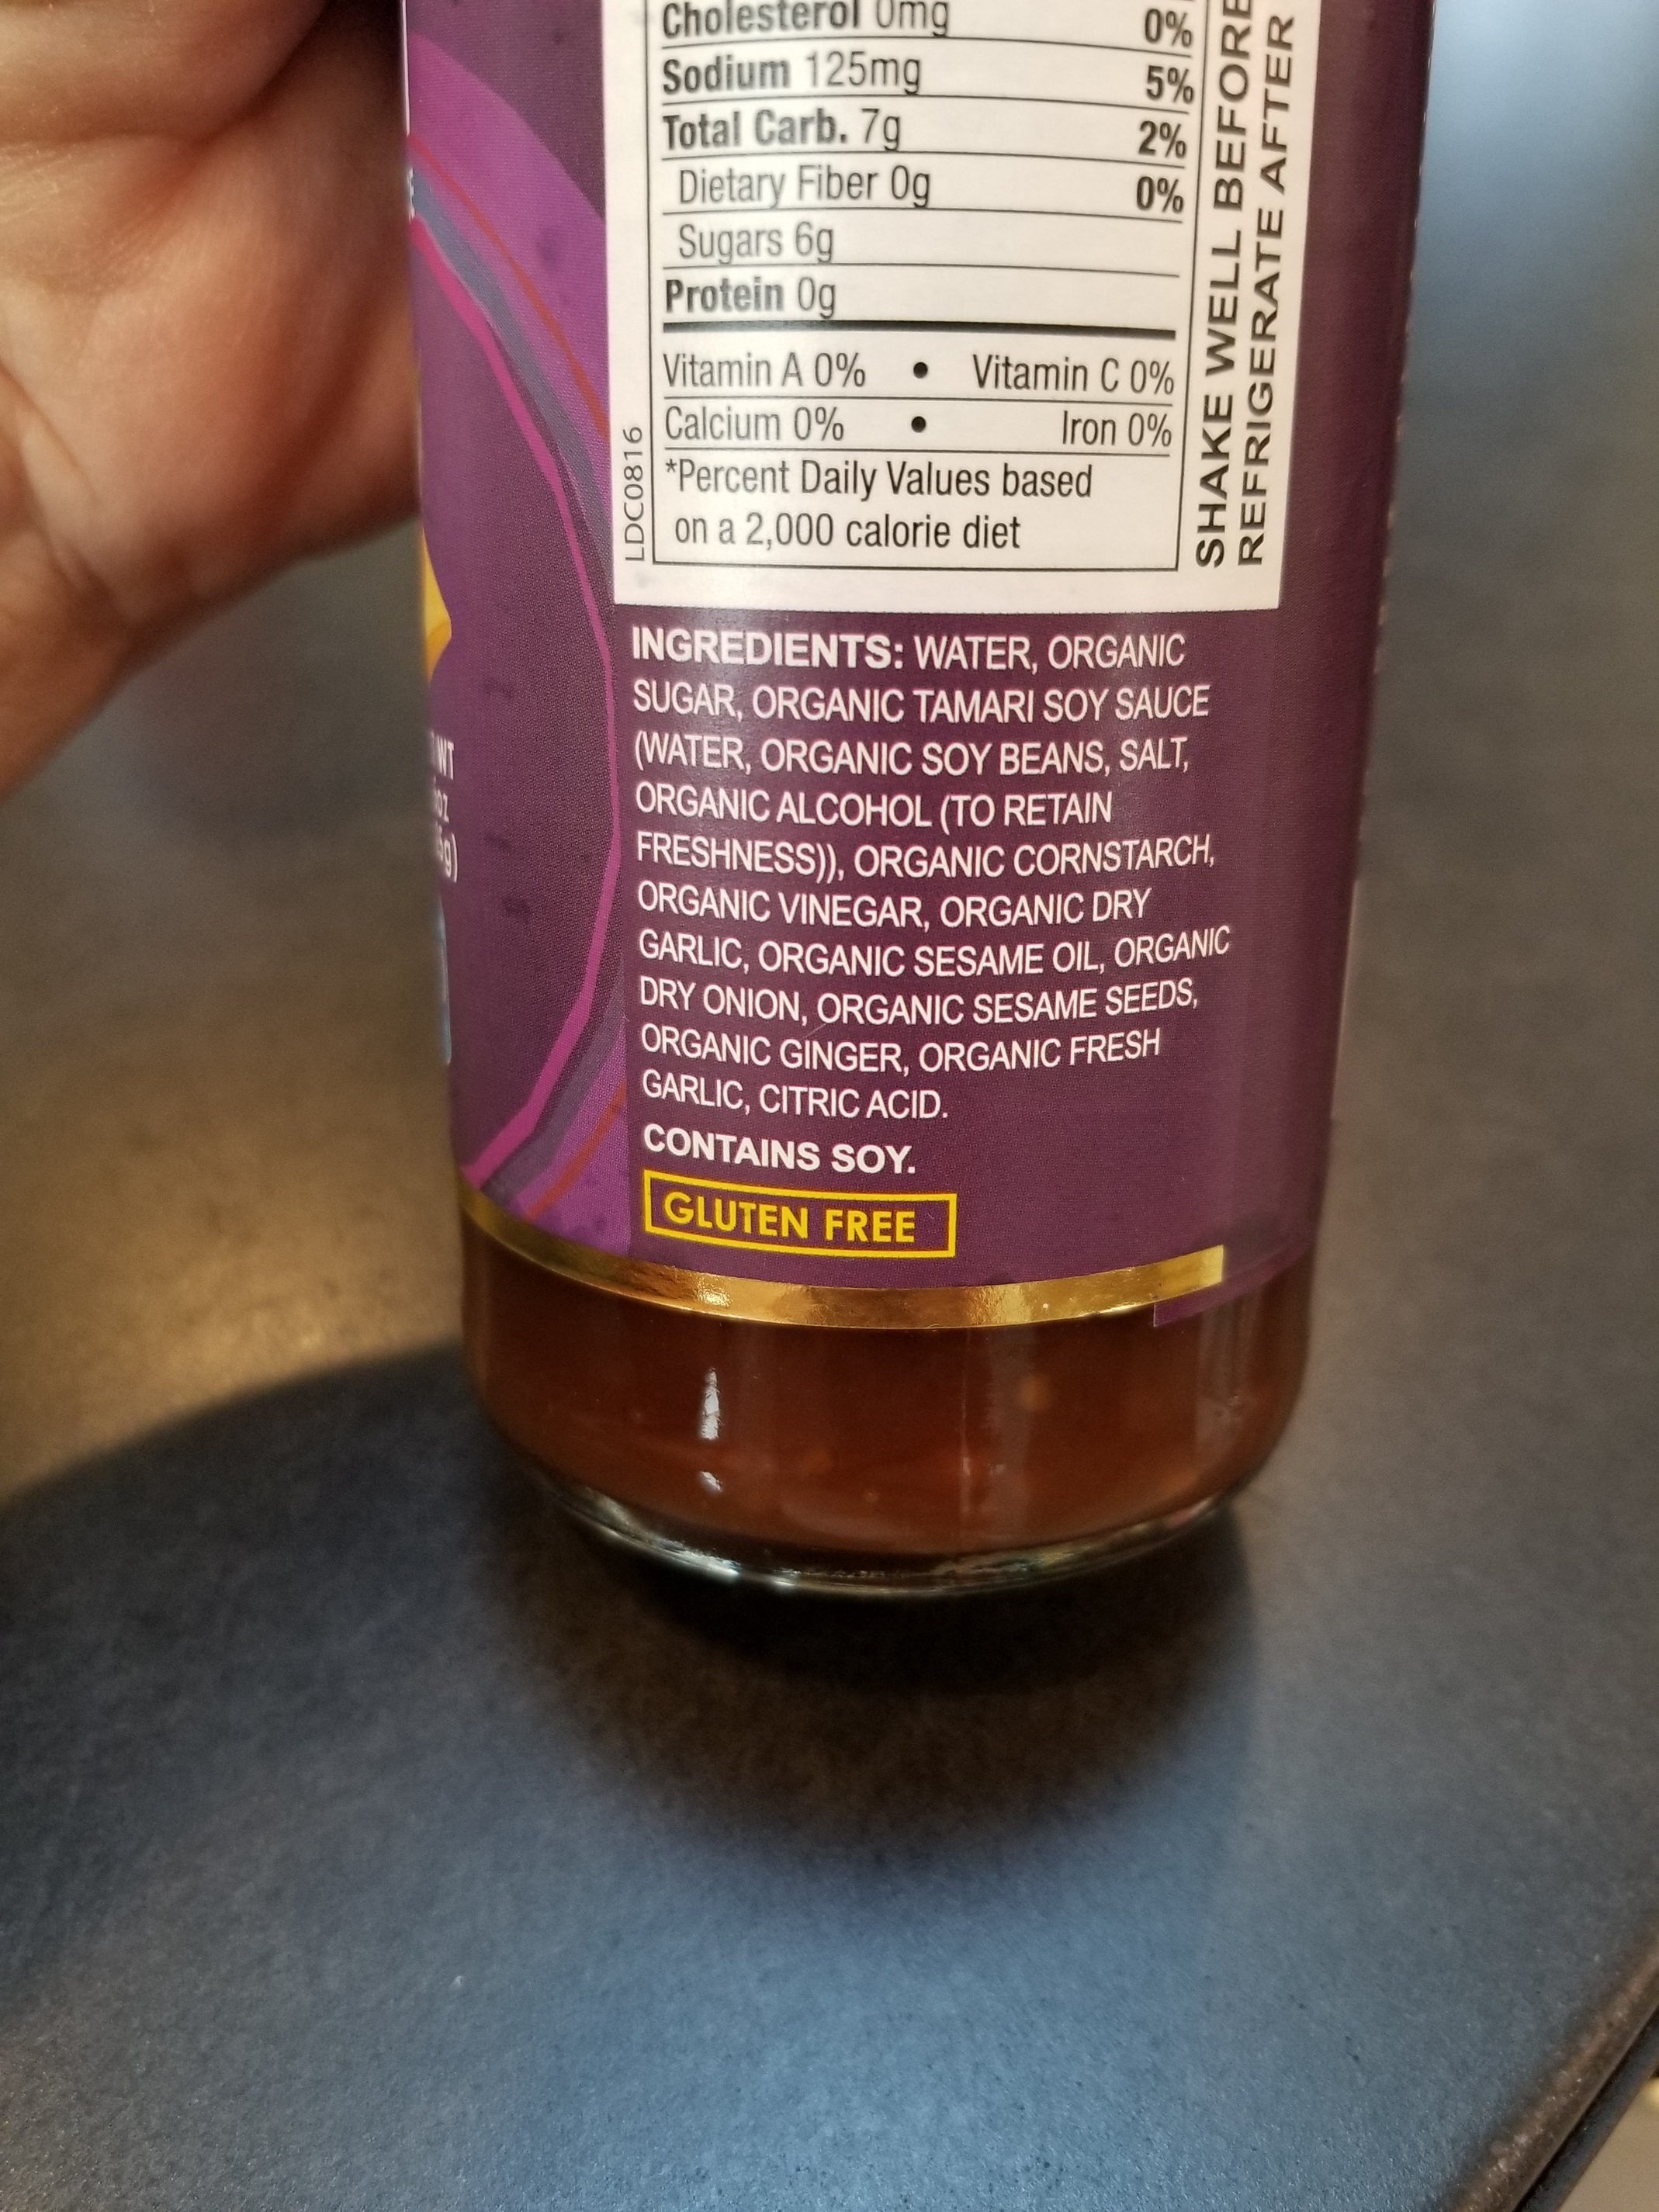 Cholesterol 0mg 0%
Sodium 125mg 5%
Total Carb. 7g 2%
Dietary Fiber 0g 0%
Sugars 6g
Protein 0g
Vitamin A 0% • Vitamin C 0%
Calcium 0% • Iron 0%
*Percent Daily Values based
on a 2,000 calorie diet
LDC0816
SHAKE WELL BEFORE
REFRIGERATE AFTER
WT
oz
g)
INGREDIENTS: WATER, ORGANIC
SUGAR, ORGANIC TAMARI SOY SAUCE
(WATER, ORGANIC SOY BEANS, SALT,
ORGANIC ALCOHOL (TO RETAIN
FRESHNESS)), ORGANIC CORNSTARCH,
ORGANIC VINEGAR, ORGANIC DRY
GARLIC, ORGANIC SESAME OIL, ORGANIC
DRY ONION, ORGANIC SESAME SEEDS,
ORGANIC GINGER, ORGANIC FRESH
GARLIC, CITRIC ACID.
CONTAINS SOY.
GLUTEN FREE